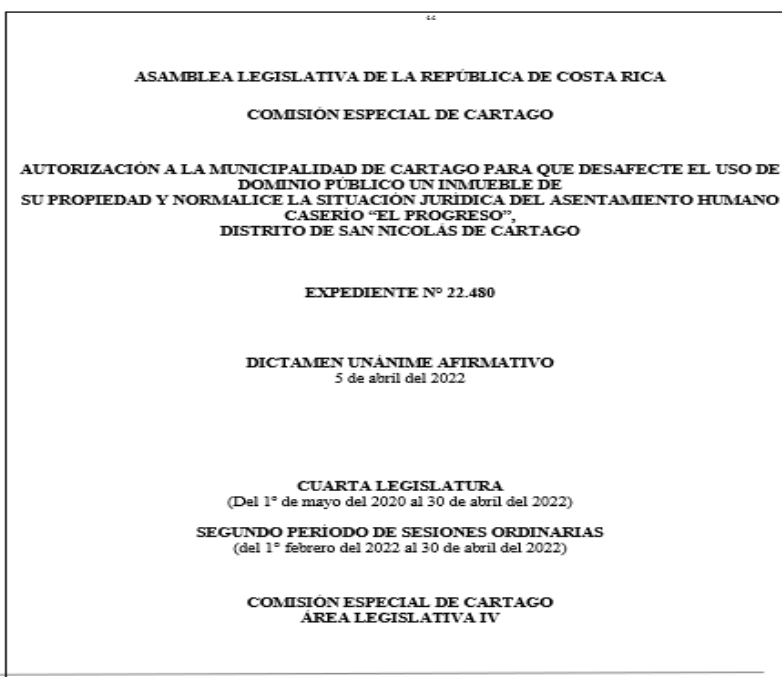 “
ASAMBLEA LEGISLATIVA DE LA REPÚBLICA DE COSTA RICA
COMISIÓN ESPECIAL DE CARTAGO
AUTORIZACIÓN A LA MUNICIPALIDAD DE CARTAGO PARA QUE DESAFECTE EL USO DE
DOMINIO PÚBLICO UN INMUEBLE DE
SU PROPIEDAD Y NORMALICE LA SITUACIÓN JURÍDICA DEL ASENTAMIENTO HUMANO
CASERÍO “EL PROGRESO”,
DISTRITO DE SAN NICOLÁS DE CARTAGO
EXPEDIENTE Nº 22.480
DICTAMEN UNÁNIME AFIRMATIVO
5 de abril del 2022
CUARTA LEGISLATURA
(Del 1° de mayo del 2020 al 30 de abril del 2022)
SEGUNDO PERÍODO DE SESIONES ORDINARIAS
(del 1° febrero del 2022 al 30 de abril del 2022)
COMISIÓN ESPECIAL DE CARTAGO
ÁREA LEGISLATIVA IV